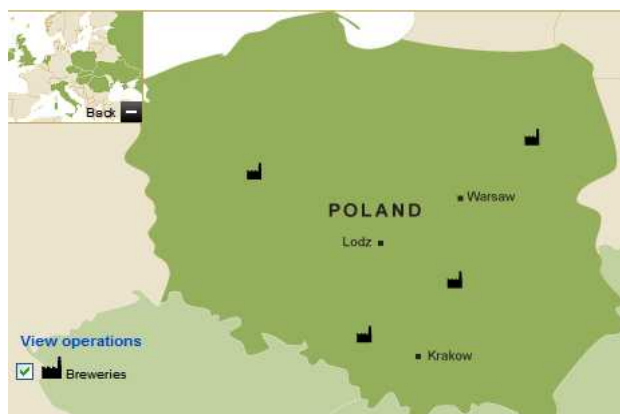 Back
POLAND
Warsaw
Lodz
Krakow
View operations
Breweries